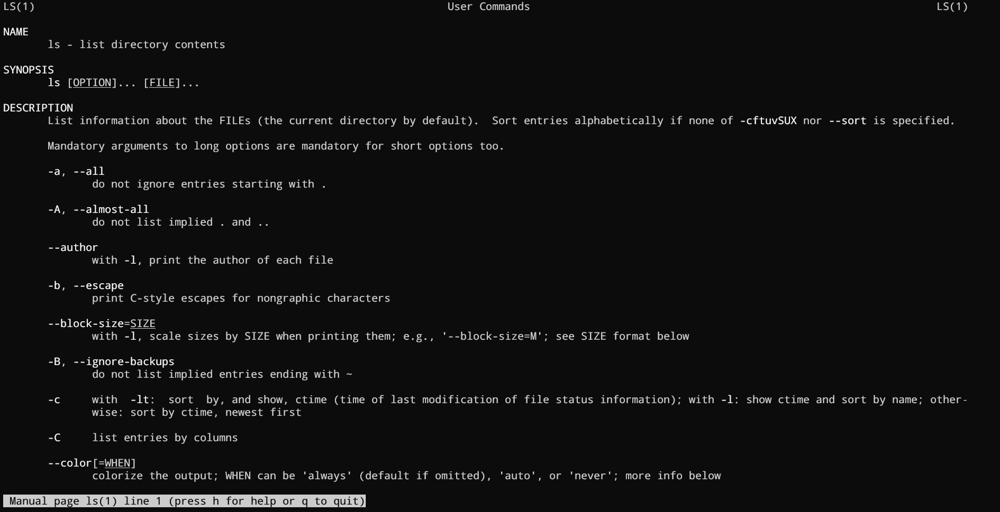 LS(1) User Commands LS(1)
NAME
ls - list directory contents
SYNOPSIS
ls [OPTION]... [FILE]...
DESCRIPTION
List information about the FILEs (the current directory by default).  Sort entries alphabetically if none of -cftuvSUX nor --sort is specified.
Mandatory arguments to long options are mandatory for short options too.
-a, --all
do not ignore entries starting with .
-A, --almost-all
do not list implied . and ..
--author
with -l, print the author of each file
-b, --escape
print C-style escapes for nongraphic characters
--block-size=SIZE
with -l, scale sizes by SIZE when printing them; e.g., '--block-size=M'; see SIZE format below
-B, --ignore-backups
do not list implied entries ending with ~
-c     with  -lt:  sort  by, and show, ctime (time of last modification of file status information); with -l: show ctime and sort by name; other-
wise: sort by ctime, newest first
-C     list entries by columns
--color[=WHEN]
colorize the output; WHEN can be 'always' (default if omitted), 'auto', or 'never'; more info below
Manual page ls(1) line 1 (press h for help or q to quit)